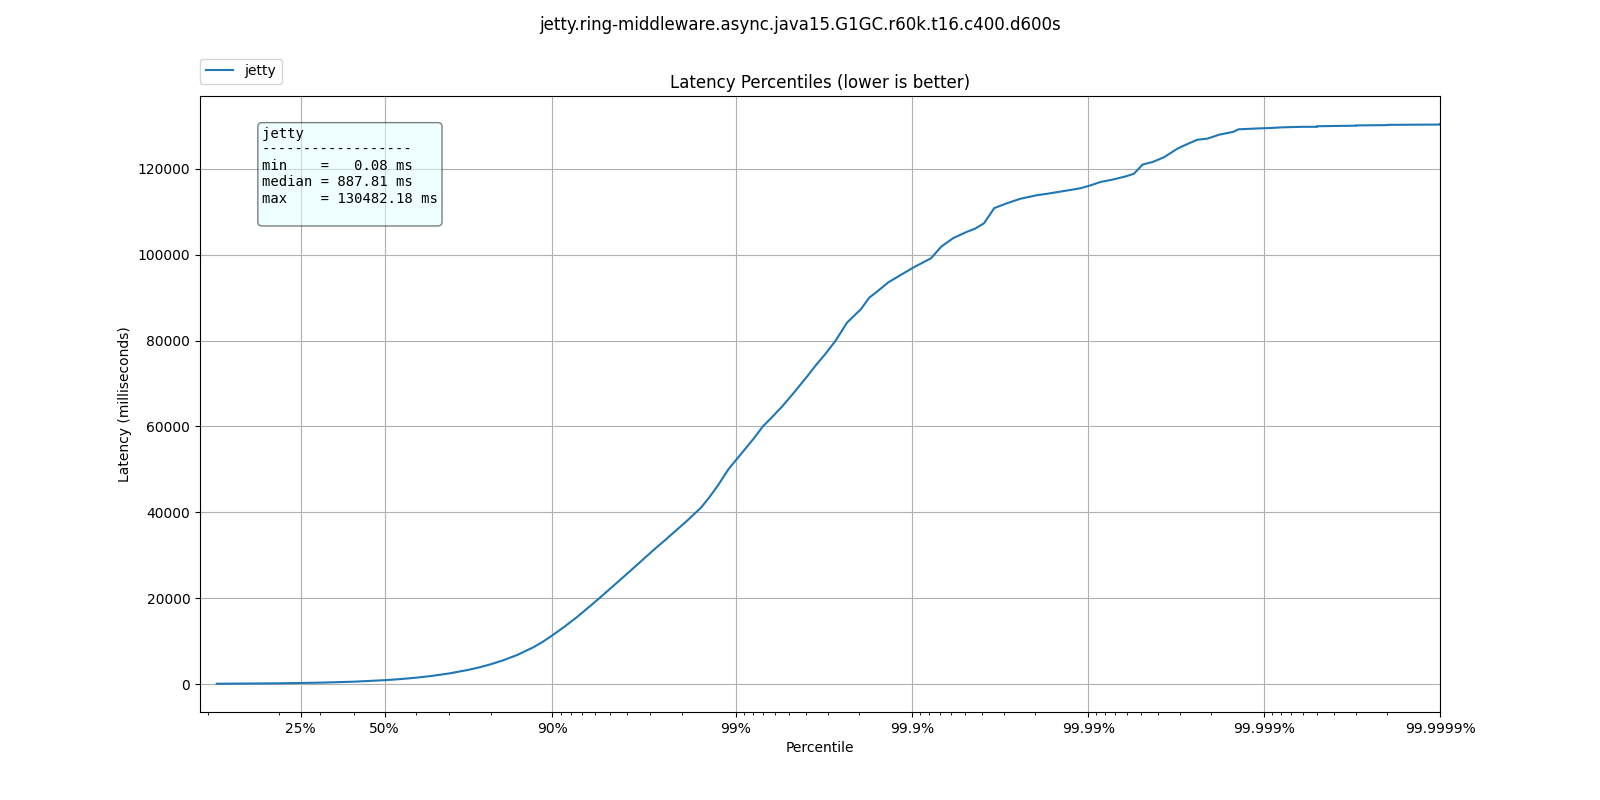 jetty.ring-middleware.async.java15.G1GC.r60k.t16.c400.d600s
jetty
Latency Percentiles (lower is better)
jetty
------------------
min    =   0.08 ms
median = 887.81 ms
max    = 130482.18 ms
120000
100000
80000
60000
40000
20000
0
Latency (milliseconds)
25% 50% 90% 99% 99.9% 99.99% 99.999% 99.9999%
Percentile